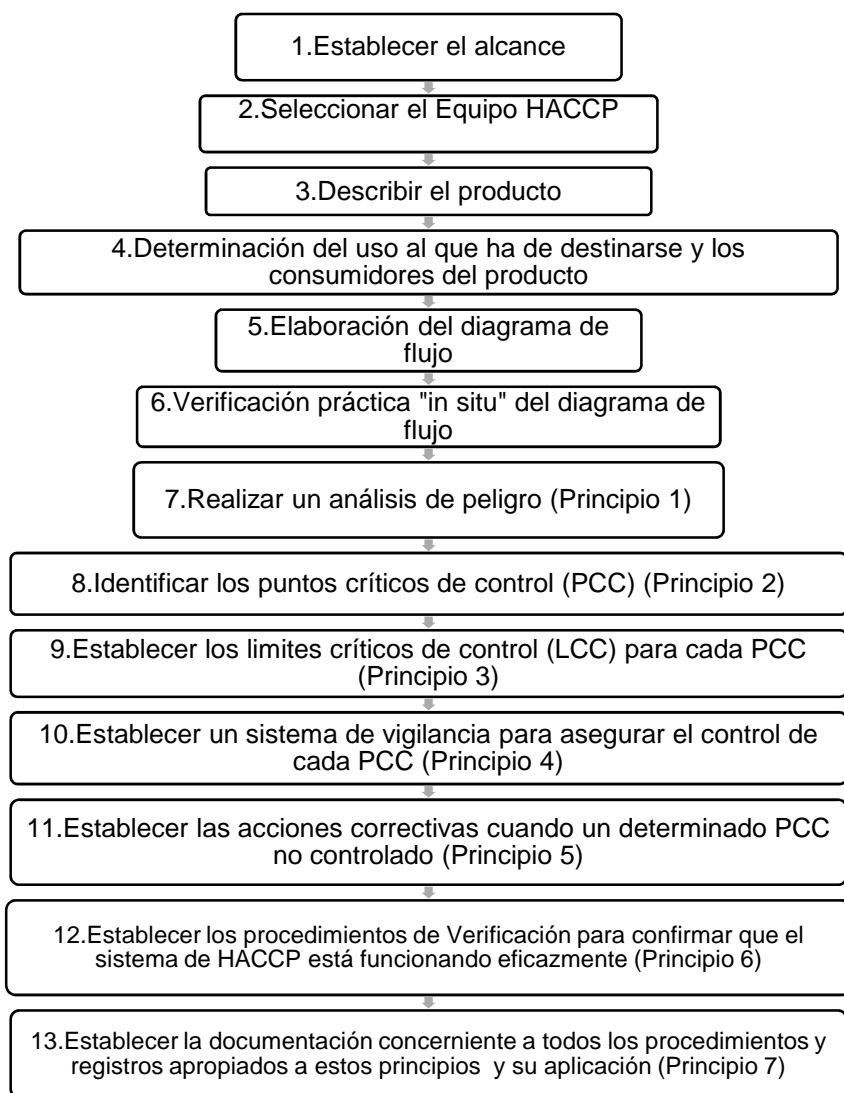 1.Establecer el alcance
2.Seleccionar el Equipo HACCP
3.Describir el producto
4.Determinación del uso al que ha de destinarse y los
consumidores del producto
5.Elaboración del diagrama de
flujo
6.Verificación práctica "in situ" del diagrama de
flujo
7.Realizar un análisis de peligro (Principio 1)
8.Identificar los puntos críticos de control (PCC) (Principio 2)
9.Establecer los limites críticos de control (LCC) para cada PCC
(Principio 3)
10.Establecer un sistema de vigilancia para asegurar el control de
cada PCC (Principio 4)
11.Establecer las acciones correctivas cuando un determinado PCC
no controlado (Principio 5)
12.Establecer los procedimientos de Verificación para confirmar que el
sistema de HACCP está funcionando eficazmente (Principio 6)
13.Establecer la documentación concerniente a todos los procedimientos y
registros apropiados a estos principios y su aplicación (Principio 7)